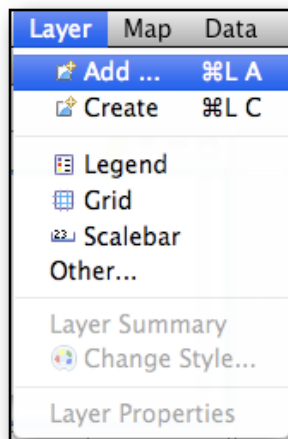 Layer Map Data
Add ... ⌘L A
Create ⌘L C
Legend
Grid
Scalebar
Other...
Layer Summary
Change Style...
Layer Properties